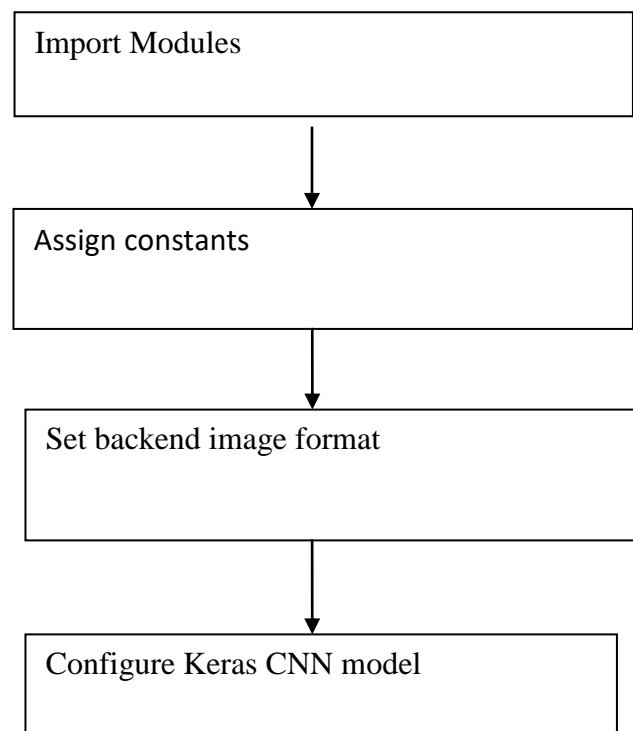 Import Modules
Assign constants
Set backend image format
Configure Keras CNN model